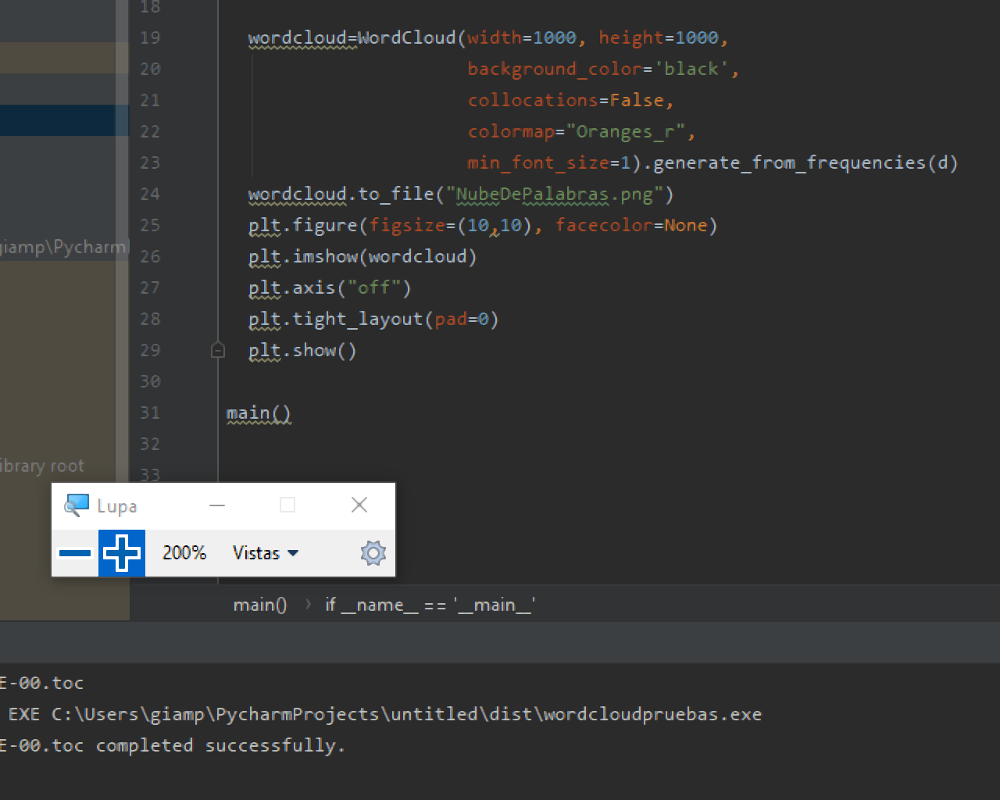 18
19 wordcloud=WordCloud(width=1000, height=1000,
20 background_color='black',
21 collocations=False,
22 colormap="Oranges_r",
23 min_font_size=1).generate_from_frequencies(d)
24 wordcloud.to_file("NubeDePalabras.png")
25 plt.figure(figsize=(10,10), facecolor=None)
giamp\Pycharm
26 plt.imshow(wordcloud)
27 plt.axis("off")
28 plt.tight_layout(pad=0)
29 plt.show()
30
31 main()
32
ibrary root
33
Lupa
200% Vistas
main() › if __name__ == '__main__'
E-00.toc
EXE C:\Users\giamp\PycharmProjects\untitled\dist\wordcloudpruebas.exe
E-00.toc completed successfully.